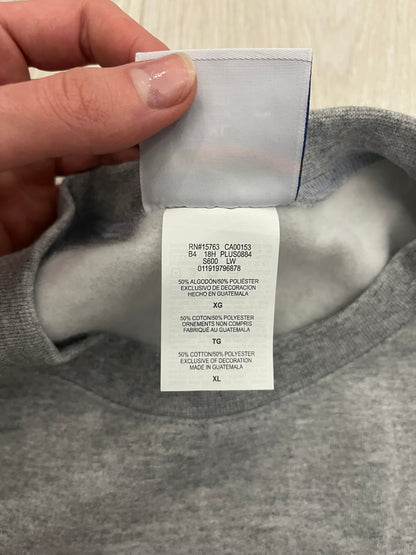 RN#15763 CA00153
B4 18H PLUS0884
S600 LW
011919796878
50% ALGODÓN/50% POLIÉSTER
EXCLUSIVO DE DECORACION
HECHO EN GUATEMALA
XG
50% COTON/50% POLYESTER
ORNEMENTS NON COMPRIS
FABRIQUÉ AU GUATEMALA
TG
50% COTTON/50% POLYESTER
EXCLUSIVE OF DECORATION
MADE IN GUATEMALA
XL